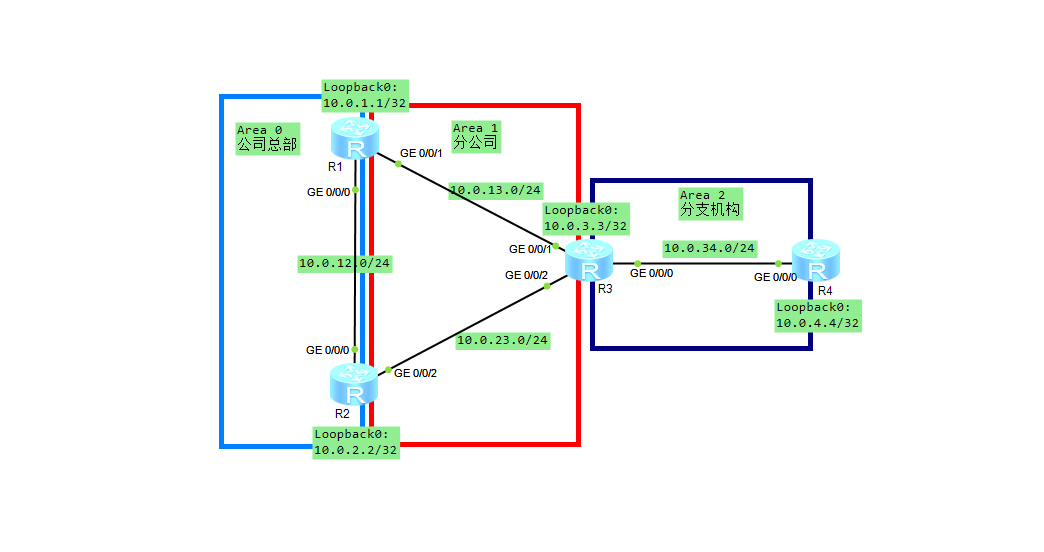 Loopback0:
10.0.1.1/32
Area 0
公司总部
Area 1
分公司
R
R1
GE 0/0/1
GE 0/0/0
10.0.13.0/24
Area 2
分支机构
Loopback0:
10.0.3.3/32
GE 0/0/1
10.0.34.0/24
10.0.12.0/24
GE 0/0/2
R
R3
GE 0/0/0
GE 0/0/0
R
R4
Loopback0:
10.0.4.4/32
10.0.23.0/24
GE 0/0/0
GE 0/0/2
R
R2
Loopback0:
10.0.2.2/32